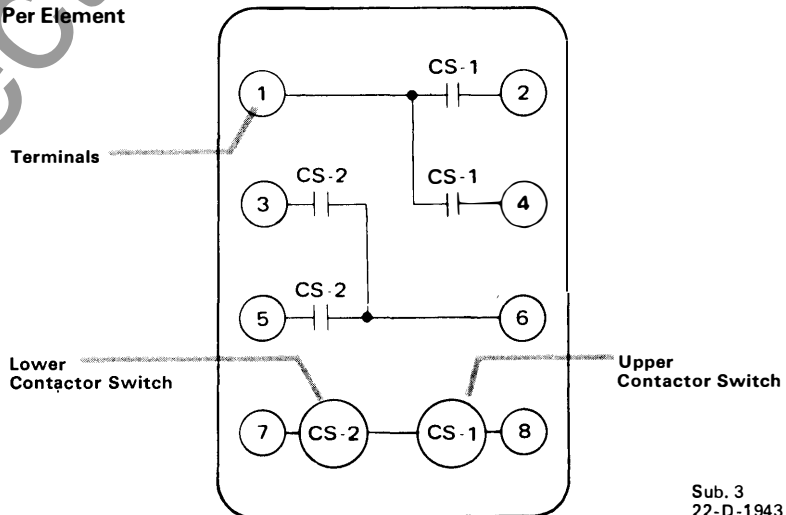 Per Element
CS-1
1
2
Terminals
CS-2
CS-1
3
4
CS-2
5
6
Lower
Contactor Switch
Upper
Contactor Switch
7
CS-2
CS-1
8
Sub. 3
22-D-1943